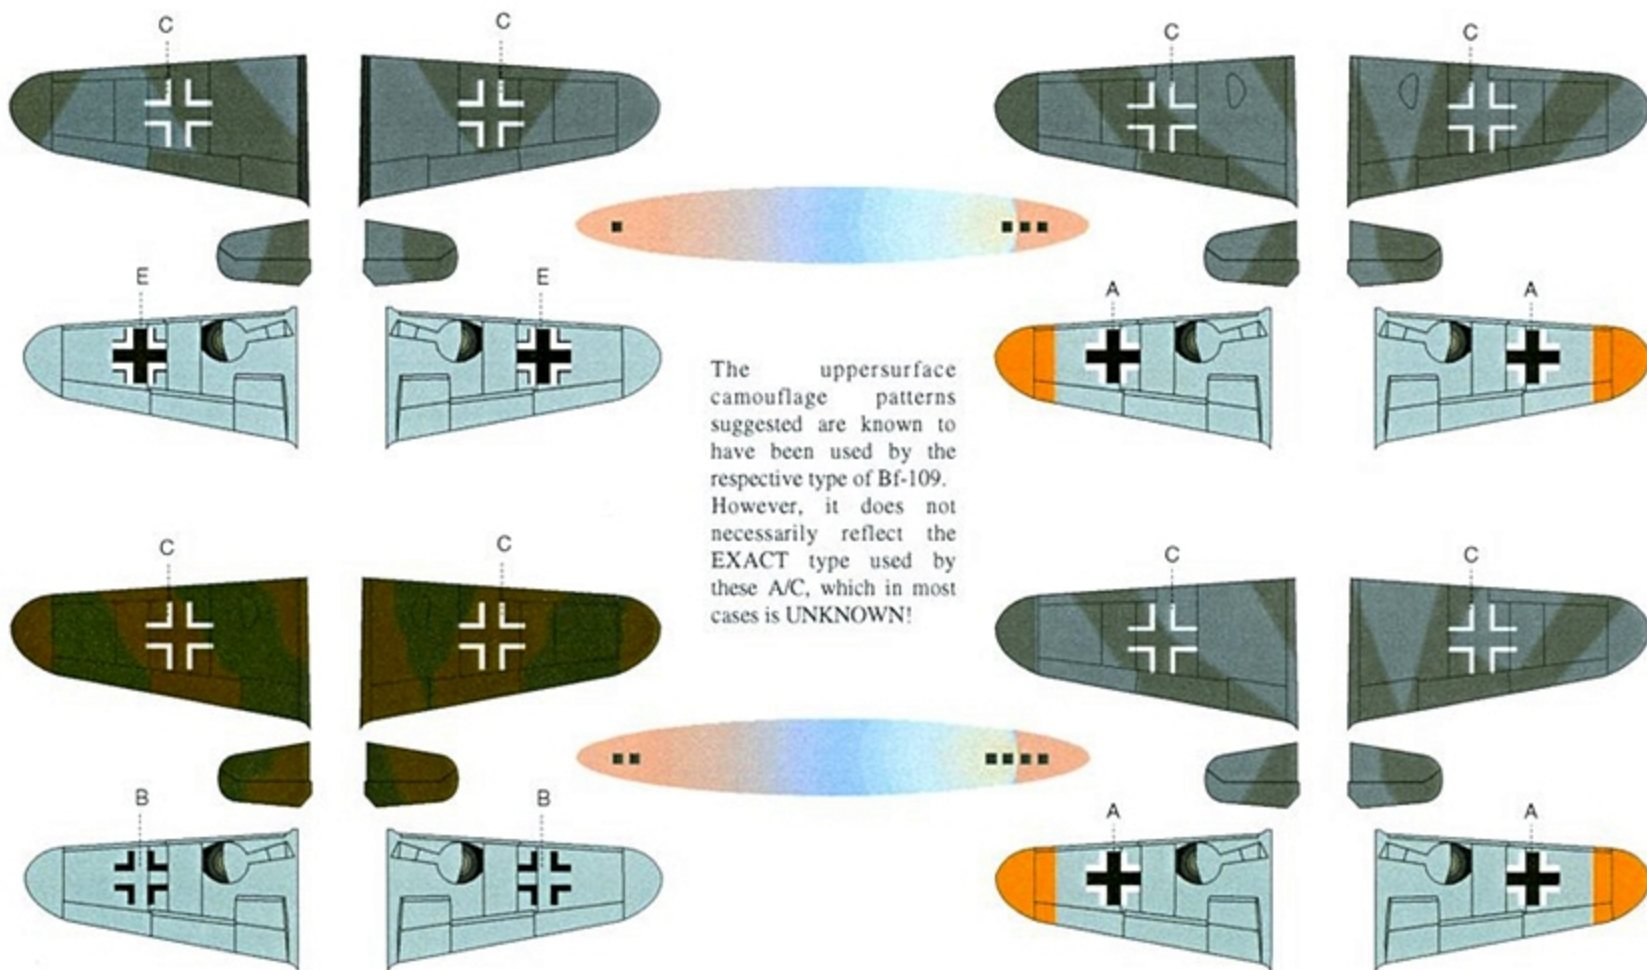 C C C C
E E A A
The uppersurface
camouflage patterns
suggested are known to
have been used by the
respective type of Bf-109.
However, it does not
necessarily reflect the
EXACT type used by
these A/C, which in most
cases is UNKNOWN!
C C C C
B B A A